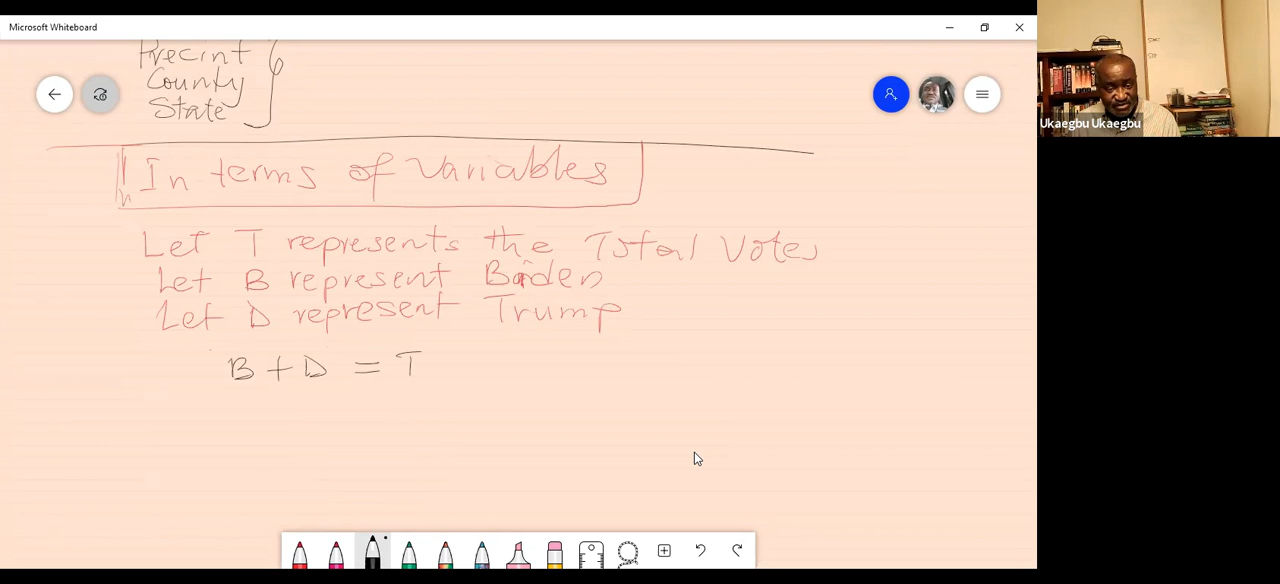 Microsoft Whiteboard
Precint
County
State
In terms of Variables
Let T represents the Total Votes
Let B represent Biden
Let D represent Trump
B + D = T
Ukaegbu Ukaegbu